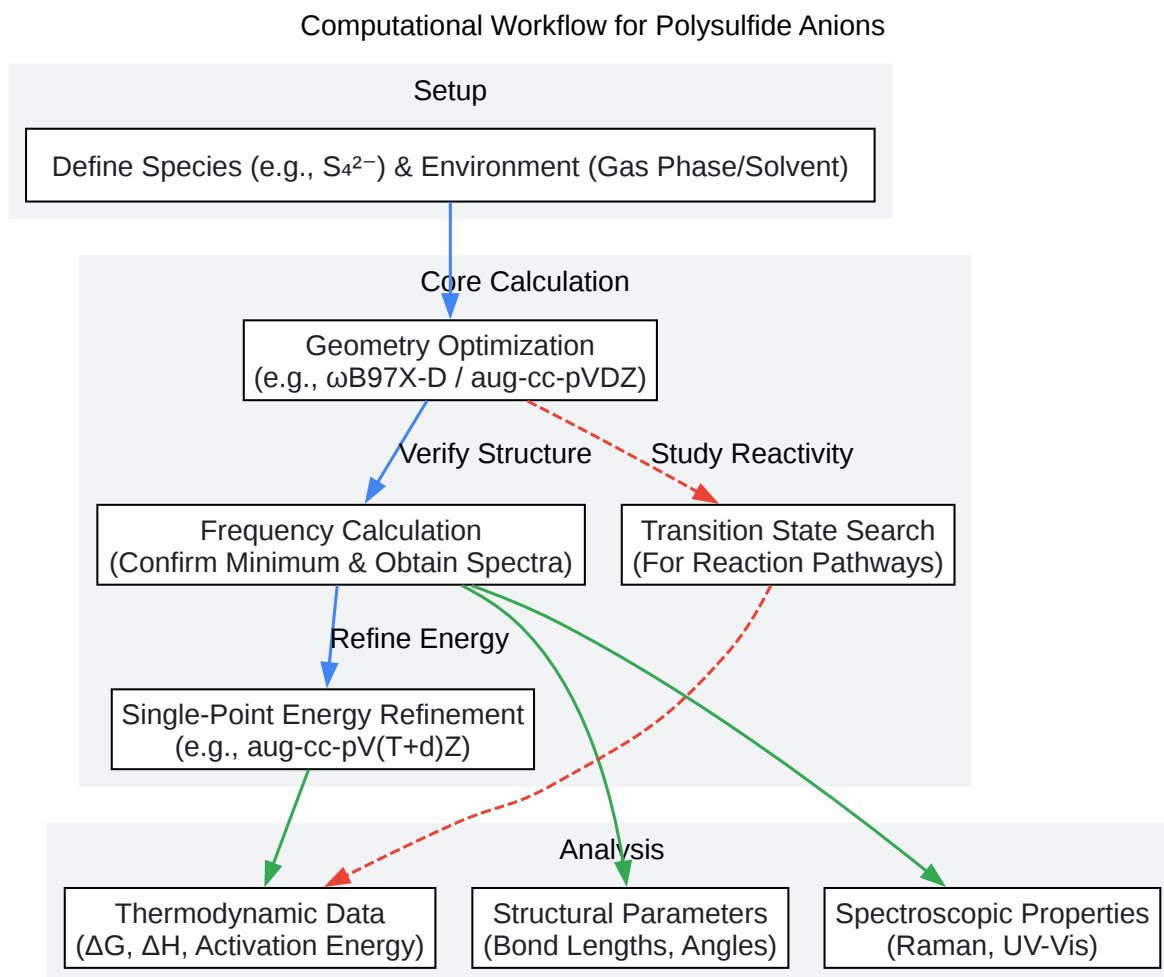 Computational Workflow for Polysulfide Anions
Setup
Define Species (e.g., S₄²⁻) & Environment (Gas Phase/Solvent)
Core Calculation
Geometry Optimization
(e.g., ωB97X-D / aug-cc-pVDZ)
Verify Structure
Study Reactivity
Frequency Calculation
(Confirm Minimum & Obtain Spectra)
Transition State Search
(For Reaction Pathways)
Refine Energy
Single-Point Energy Refinement
(e.g., aug-cc-pV(T+d)Z)
Analysis
Thermodynamic Data
(ΔG, ΔH, Activation Energy)
Structural Parameters
(Bond Lengths, Angles)
Spectroscopic Properties
(Raman, UV-Vis)